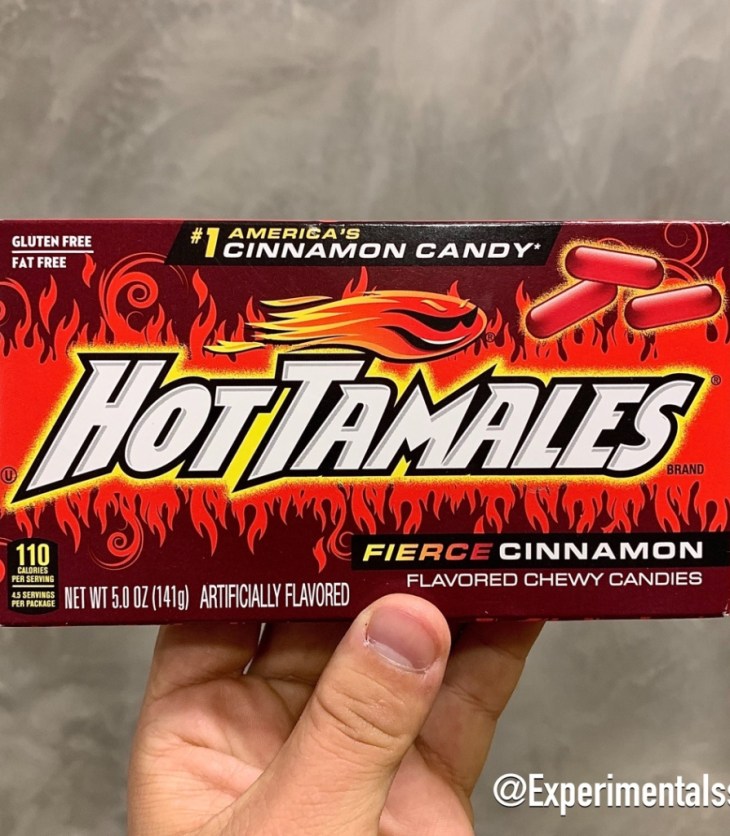 GLUTEN FREE
FAT FREE
#1 AMERICA'S
CINNAMON CANDY*
HOT TAMALES
®
®
U
BRAND
FIERCE CINNAMON
FLAVORED CHEWY CANDIES
110
CALORIES
PER SERVING
4.5 SERVINGS
PER PACKAGE
NET WT 5.0 OZ (141g) ARTIFICIALLY FLAVORED
@Experimentals